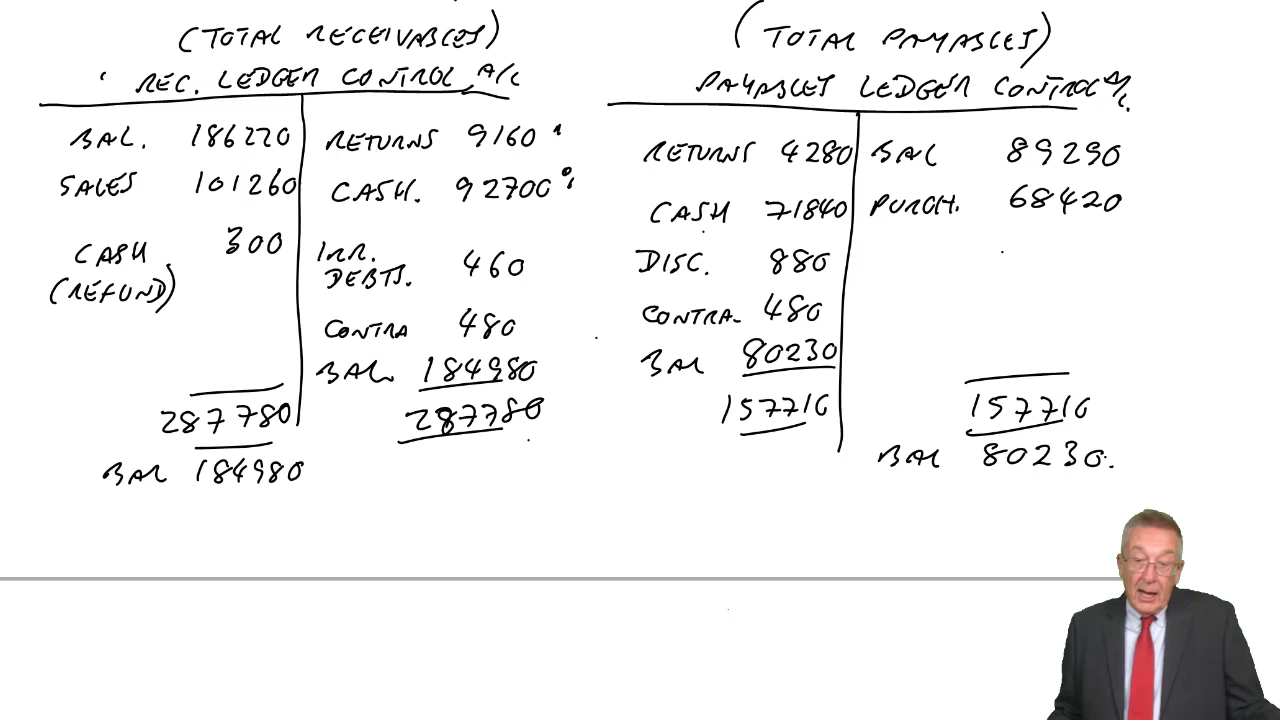 (TOTAL RECEIVABLES)
REC. LEDGER CONTROL A/C
BAL. 186220 RETURNS 9160
SALES 101260 CASH. 92700
CASH 300 IRR.
(REFUND) DEBTS. 460
CONTRA 480
BAL. 184980
287780 287780
BAL 184980
(TOTAL PAYABLES)
PAYABLES LEDGER CONTROL A/C.
RETURNS 4280 BAL 89290
CASH 71840 PURCH. 68420
DISC. 880
CONTRA. 480
BAL 80230
157710 157710
BAL 80230.